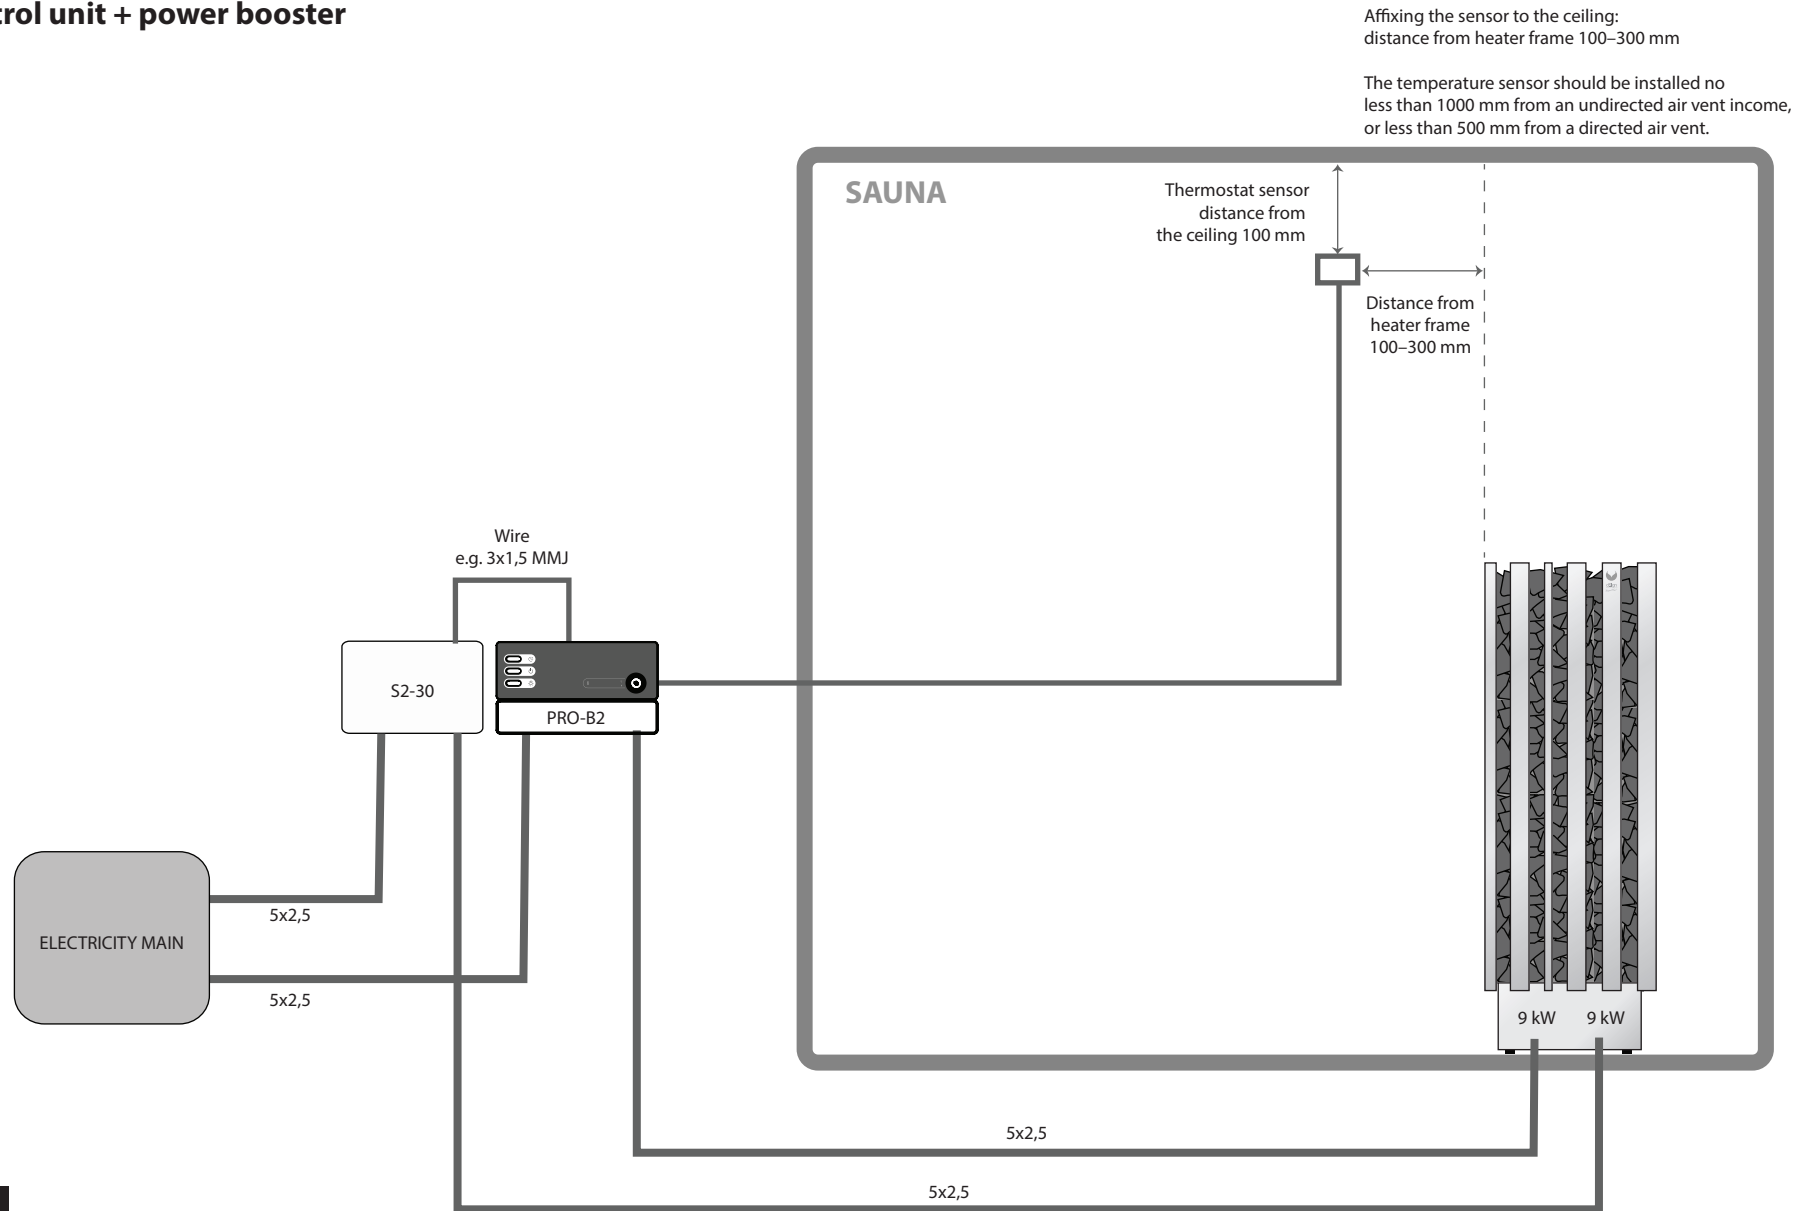 trol unit + power booster
Affixing the sensor to the ceiling:
distance from heater frame 100–300 mm
The temperature sensor should be installed no
less than 1000 mm from an undirected air vent income,
or less than 500 mm from a directed air vent.
SAUNA
Thermostat sensor
distance from
the ceiling 100 mm
Distance from
heater frame
100–300 mm
Wire
e.g. 3x1,5 MMJ
S2-30
PRO-B2
ELECTRICITY MAIN
5x2,5
5x2,5
9 kW
9 kW
5x2,5
5x2,5